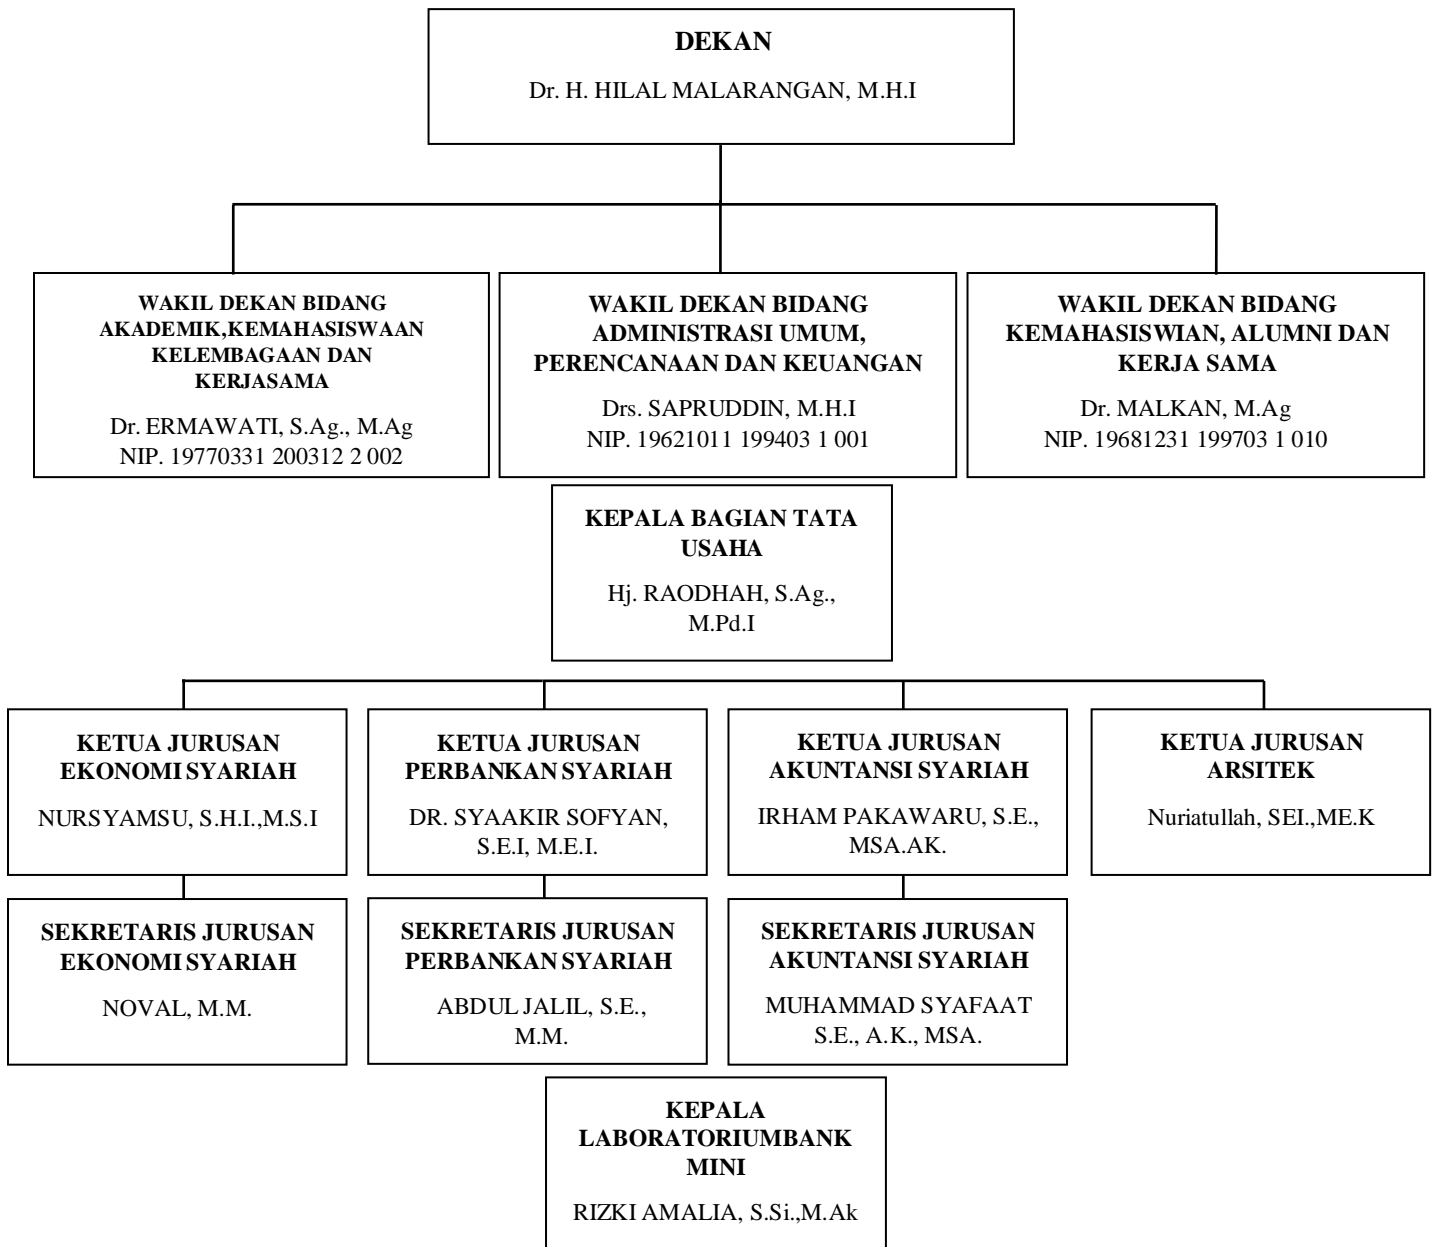 DEKAN
Dr. H. HILAL MALARANGAN, M.H.I
WAKIL DEKAN BIDANG
AKADEMIK,KEMAHASISWAAN
KELEMBAGAAN DAN
KERJASAMA
Dr. ERMAWATI, S.Ag., M.Ag
NIP. 19770331 200312 2 002
WAKIL DEKAN BIDANG
ADMINISTRASI UMUM,
PERENCANAAN DAN KEUANGAN
Drs. SAPRUDDIN, M.H.I
NIP. 19621011 199403 1 001
WAKIL DEKAN BIDANG
KEMAHASISWIAN, ALUMNI DAN
KERJA SAMA
Dr. MALKAN, M.Ag
NIP. 19681231 199703 1 010
KEPALA BAGIAN TATA
USAHA
Hj. RAODHAH, S.Ag.,
M.Pd.I
KETUA JURUSAN
EKONOMI SYARIAH
NURSYAMSU, S.H.I.,M.S.I
KETUA JURUSAN
PERBANKAN SYARIAH
DR. SYAAKIR SOFYAN,
S.E.I, M.E.I.
KETUA JURUSAN
AKUNTANSI SYARIAH
IRHAM PAKAWARU, S.E.,
MSA.AK.
KETUA JURUSAN
ARSITEK
Nuriatullah, SEI.,ME.K
SEKRETARIS JURUSAN
EKONOMI SYARIAH
NOVAL, M.M.
SEKRETARIS JURUSAN
PERBANKAN SYARIAH
ABDUL JALIL, S.E.,
M.M.
SEKRETARIS JURUSAN
AKUNTANSI SYARIAH
MUHAMMAD SYAFAAT
S.E., A.K., MSA.
KEPALA
LABORATORIUMBANK
MINI
RIZKI AMALIA, S.Si.,M.Ak